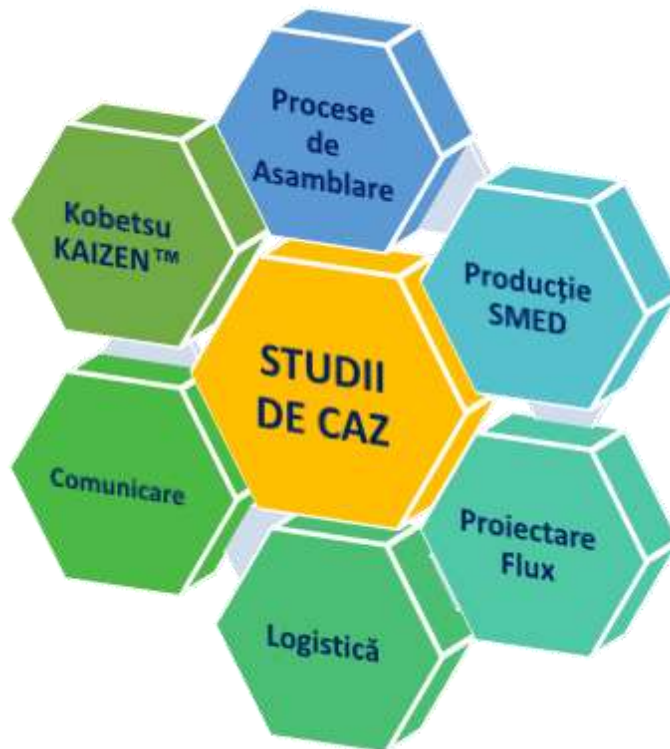 Procese
de
Asamblare
Kobetsu
KAIZEN™
Producție
SMED
STUDII
DE CAZ
Comunicare
Proiectare
Flux
Logistică